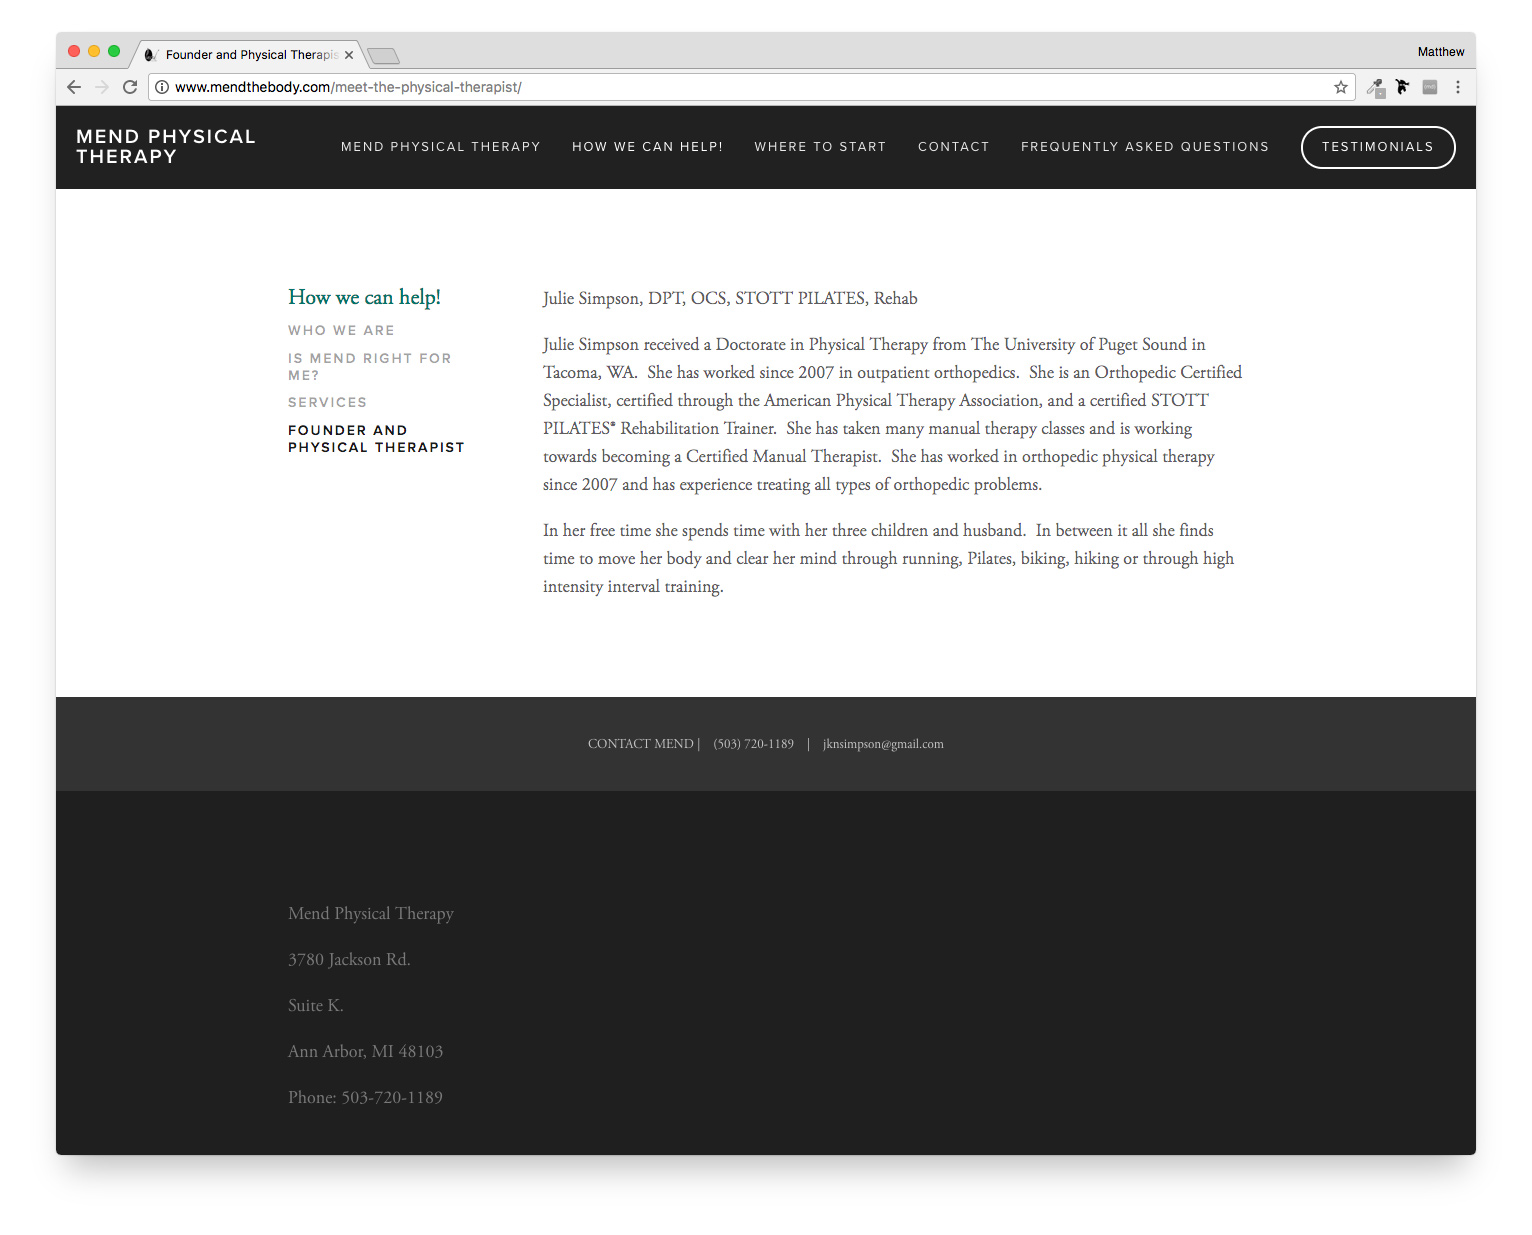 Founder and Physical Therapis
Matthew
www.mendthebody.com/meet-the-physical-therapist/
MEND PHYSICAL
THERAPY
MEND PHYSICAL THERAPY
HOW WE CAN HELP!
WHERE TO START
CONTACT
FREQUENTLY ASKED QUESTIONS
TESTIMONIALS
How we can help!
WHO WE ARE
IS MEND RIGHT FOR
ME?
SERVICES
FOUNDER AND
PHYSICAL THERAPIST
Julie Simpson, DPT, OCS, STOTT PILATES, Rehab
Julie Simpson received a Doctorate in Physical Therapy from The University of Puget Sound in
Tacoma, WA.  She has worked since 2007 in outpatient orthopedics.  She is an Orthopedic Certified
Specialist, certified through the American Physical Therapy Association, and a certified STOTT
PILATES® Rehabilitation Trainer.  She has taken many manual therapy classes and is working
towards becoming a Certified Manual Therapist.  She has worked in orthopedic physical therapy
since 2007 and has experience treating all types of orthopedic problems.
In her free time she spends time with her three children and husband.  In between it all she finds
time to move her body and clear her mind through running, Pilates, biking, hiking or through high
intensity interval training.
CONTACT MEND |   (503) 720-1189   |   jknsimpson@gmail.com
Mend Physical Therapy
3780 Jackson Rd.
Suite K.
Ann Arbor, MI 48103
Phone: 503-720-1189